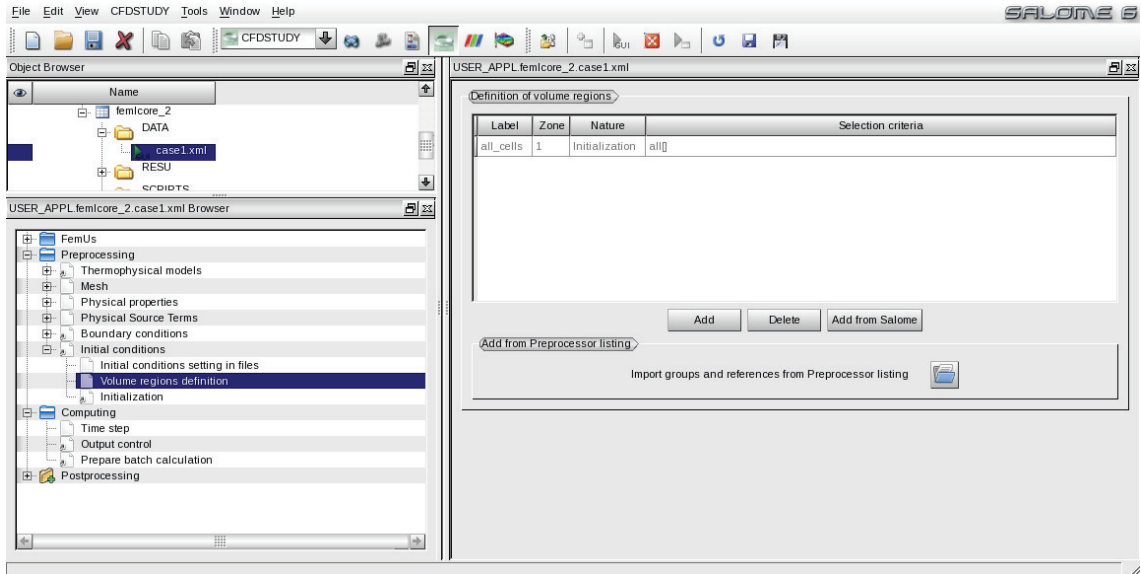 File Edit View CFDSTUDY Tools Window Help
SALOME 6
CFDSTUDY
GUI
Object Browser
Name
femlcore_2
DATA
case1.xml
RESU
SCRIPTS
USER_APPL.femlcore_2.case1.xml Browser
FemUs
Preprocessing
Thermophysical models
Mesh
Physical properties
Physical Source Terms
Boundary conditions
Initial conditions
Initial conditions setting in files
Volume regions definition
Initialization
Computing
Time step
Output control
Prepare batch calculation
Postprocessing
USER_APPL.femlcore_2.case1.xml
Definition of volume regions
Label Zone Nature Selection criteria
all_cells 1 Initialization all[]
Add Delete Add from Salome
Add from Preprocessor listing
Import groups and references from Preprocessor listing